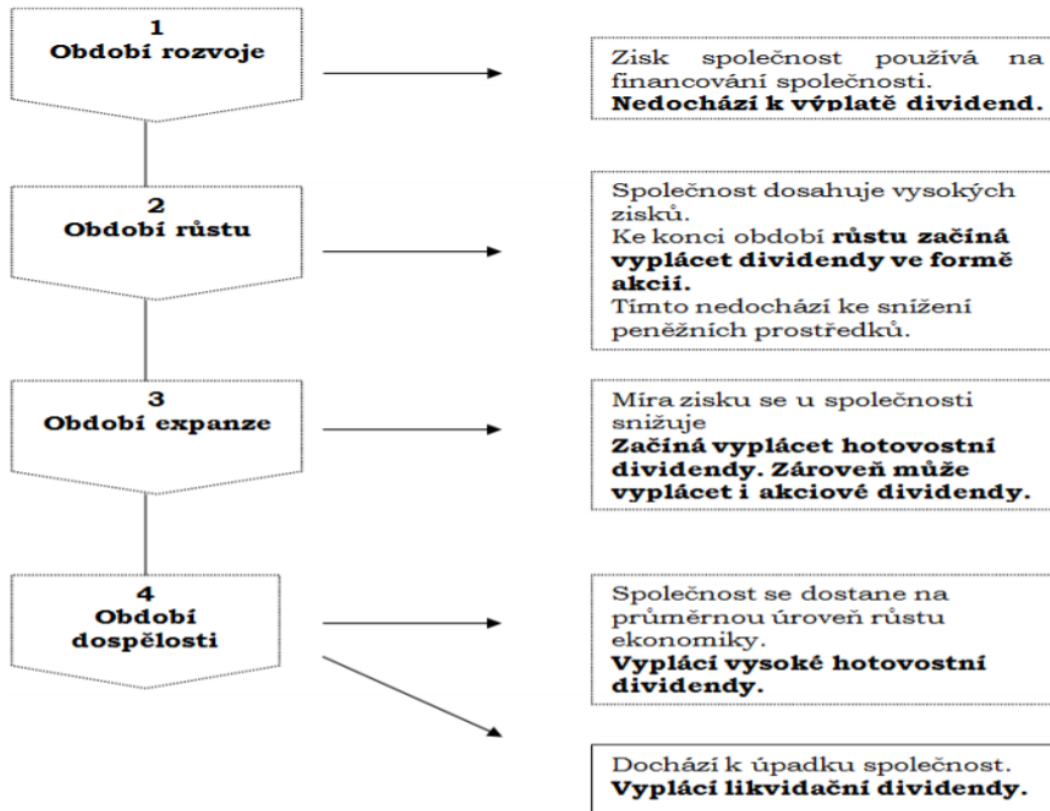 1
Období rozvoje
Zisk společnost používá na
financování společnosti.
Nedochází k výplatě dividend.
2
Období růstu
Společnost dosahuje vysokých
zisků.
Ke konci období růstu začíná
vyplácet dividendy ve formě
akcií.
Tímto nedochází ke snížení
peněžních prostředků.
3
Období expanze
Míra zisku se u společnosti
snižuje
Začíná vyplácet hotovostní
dividendy. Zároveň může
vyplácet i akciové dividendy.
4
Období
dospělosti
Společnost se dostane na
průměrnou úroveň růstu
ekonomiky.
Vyplácí vysoké hotovostní
dividendy.
Dochází k úpadku společnost.
Vyplácí likvidační dividendy.